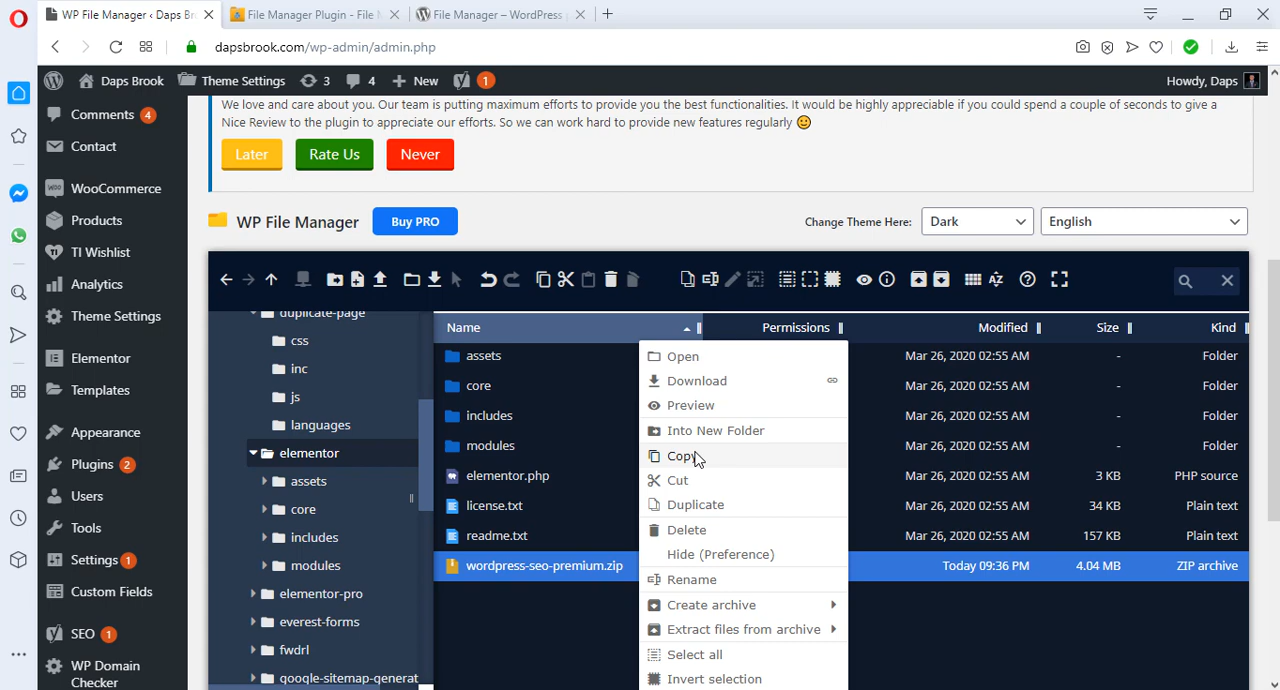 WP File Manager ‹ Daps Br
File Manager Plugin - File M
File Manager – WordPress
dapsbrook.com/wp-admin/admin.php
Daps Brook
Theme Settings
3
4
New
1
Howdy, Daps
Comments 4
Contact
WooCommerce
Products
TI Wishlist
Analytics
Theme Settings
Elementor
Templates
Appearance
Plugins 2
Users
Tools
Settings 1
Custom Fields
SEO 1
WP Domain
Checker
We love and care about you. Our team is putting maximum efforts to provide you the best functionalities. It would be highly appreciable if you could spend a couple of seconds to give a
Nice Review to the plugin to appreciate our efforts. So we can work hard to provide new features regularly 🙂
Later
Rate Us
Never
WP File Manager
Buy PRO
Change Theme Here:
Dark
English
duplicate-page
css
inc
js
languages
elementor
assets
core
includes
modules
elementor-pro
everest-forms
fwdrl
google-sitemap-generat
Name Permissions Modified Size Kind
assets Mar 26, 2020 02:55 AM - Folder
core Mar 26, 2020 02:55 AM - Folder
includes Mar 26, 2020 02:55 AM - Folder
modules Mar 26, 2020 02:55 AM - Folder
elementor.php Mar 26, 2020 02:55 AM 3 KB PHP source
license.txt Mar 26, 2020 02:55 AM 34 KB Plain text
readme.txt Mar 26, 2020 02:55 AM 157 KB Plain text
wordpress-seo-premium.zip Today 09:36 PM 4.04 MB ZIP archive
Open
Download
Preview
Into New Folder
Copy
Cut
Duplicate
Delete
Hide (Preference)
Rename
Create archive
Extract files from archive
Select all
Invert selection